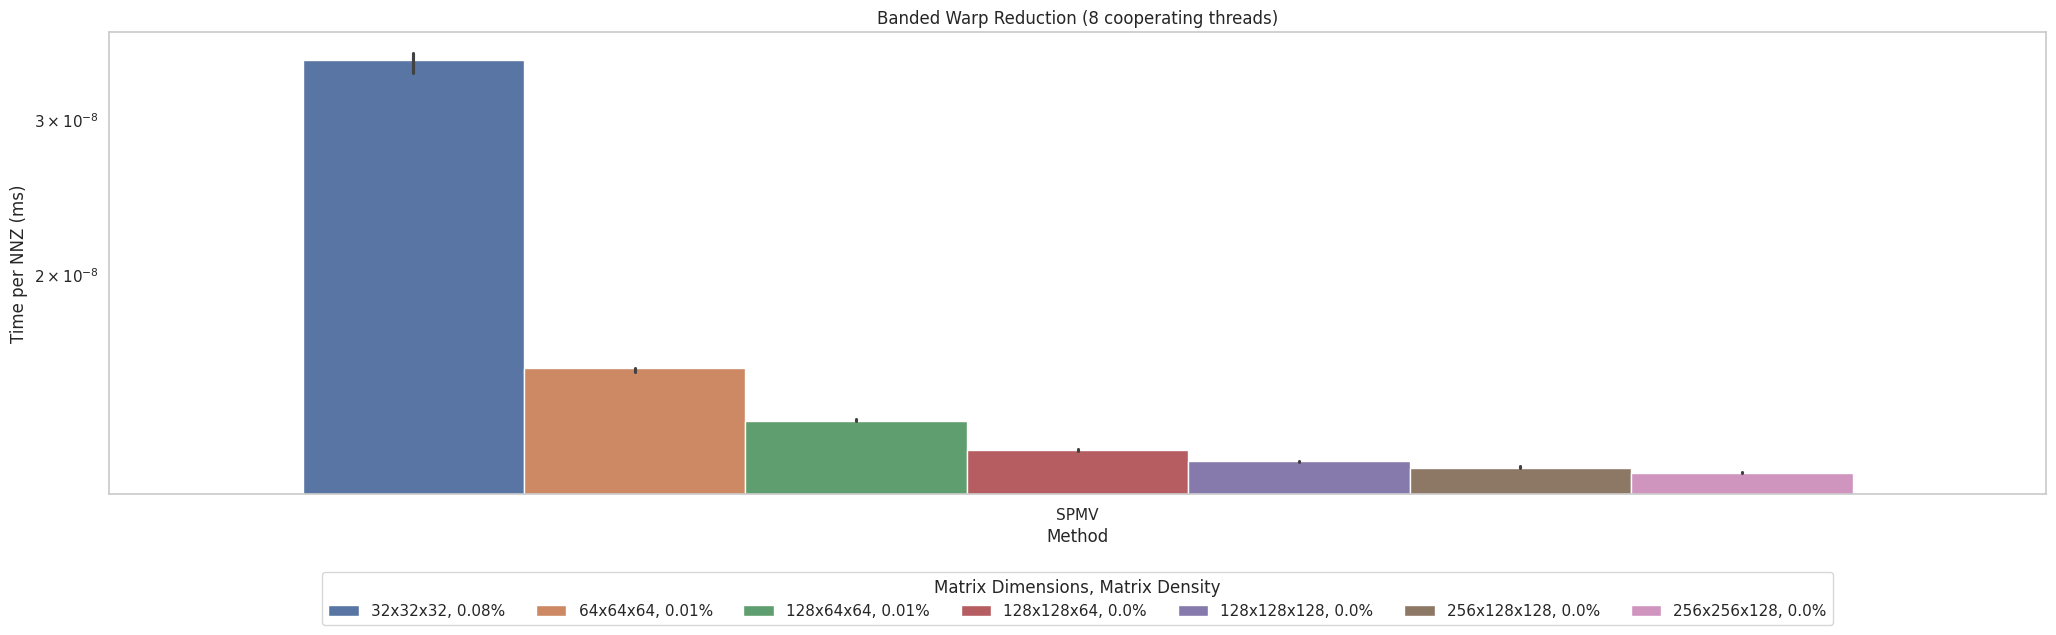 Banded Warp Reduction (8 cooperating threads)
Time per NNZ (ms)
3 × 10⁻⁸
2 × 10⁻⁸
SPMV
Method
Matrix Dimensions, Matrix Density
32x32x32, 0.08% 64x64x64, 0.01% 128x64x64, 0.01% 128x128x64, 0.0% 128x128x128, 0.0% 256x128x128, 0.0% 256x256x128, 0.0%